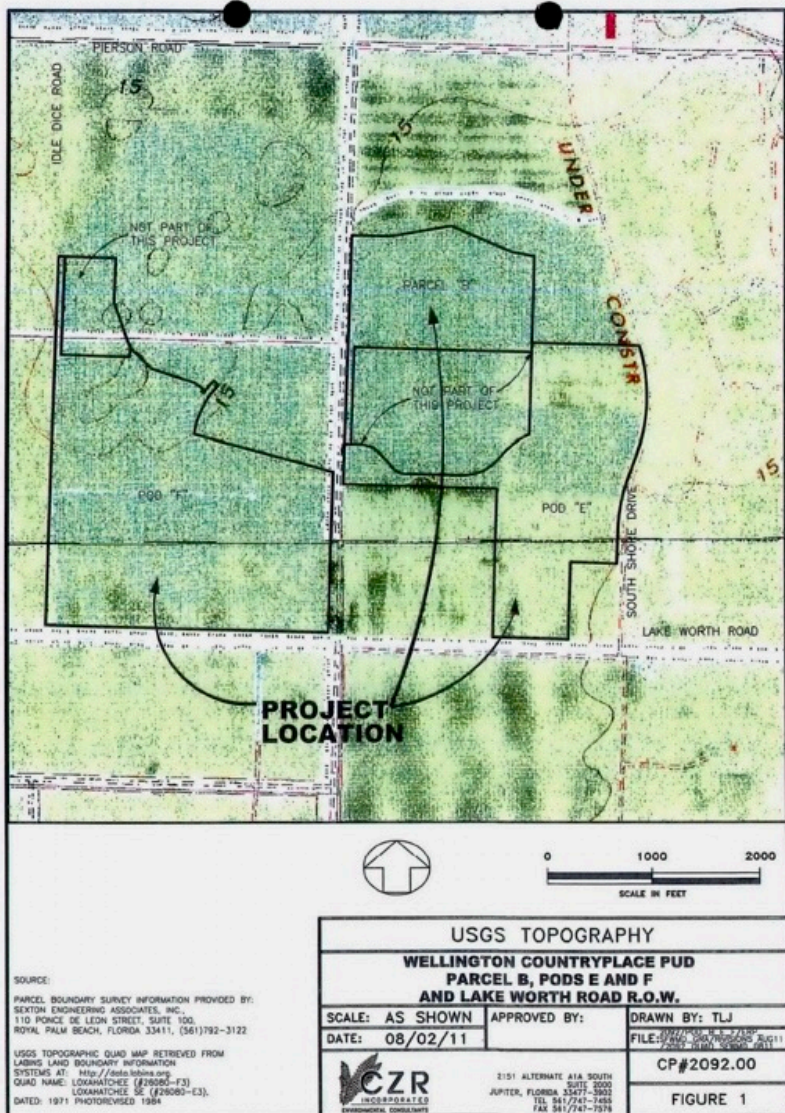 PIERSON ROAD
IDLE DICE ROAD
15
15
UNDER
CONSTR
NOT PART OF
THIS PROJECT
PARCEL "B"
15
NOT PART OF
THIS PROJECT
15
POD "F"
POD "E"
SOUTH SHORE DRIVE
LAKE WORTH ROAD
PROJECT
LOCATION
0 1000 2000
SCALE IN FEET
USGS TOPOGRAPHY
WELLINGTON COUNTRYPLACE PUD
PARCEL B, PODS E AND F
AND LAKE WORTH ROAD R.O.W.
SCALE: AS SHOWN
APPROVED BY:
DRAWN BY: TLJ
DATE: 08/02/11
FILE:
CP#2092.00
FIGURE 1
CZR
INCORPORATED
ENVIRONMENTAL CONSULTANTS
2151 ALTERNATE A1A SOUTH
SUITE 2000
JUPITER, FLORIDA 33477-3902
TEL 561/747-7455
FAX 561/747-7576
SOURCE:
PARCEL BOUNDARY SURVEY INFORMATION PROVIDED BY:
SEXTON ENGINEERING ASSOCIATES, INC.,
110 PONCE DE LEON STREET, SUITE 100,
ROYAL PALM BEACH, FLORIDA 33411, (561)792-3122
USGS TOPOGRAPHIC QUAD MAP RETRIEVED FROM
LABINS LAND BOUNDARY INFORMATION
SYSTEMS AT: http://data.labins.org
QUAD NAME: LOXAHATCHEE (#26080-F3)
LOXAHATCHEE SE (#26080-E3),
DATED: 1971 PHOTOREVISED 1984